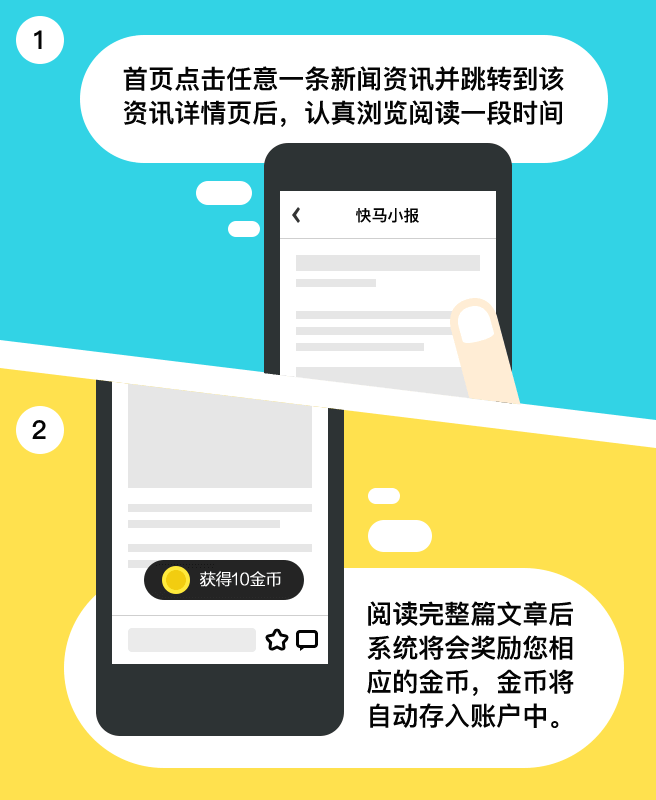 1
首页点击任意一条新闻资讯并跳转到该
资讯详情页后，认真浏览阅读一段时间
快马小报
2
获得10金币
阅读完整篇文章后
系统将会奖励您相
应的金币，金币将
自动存入账户中。